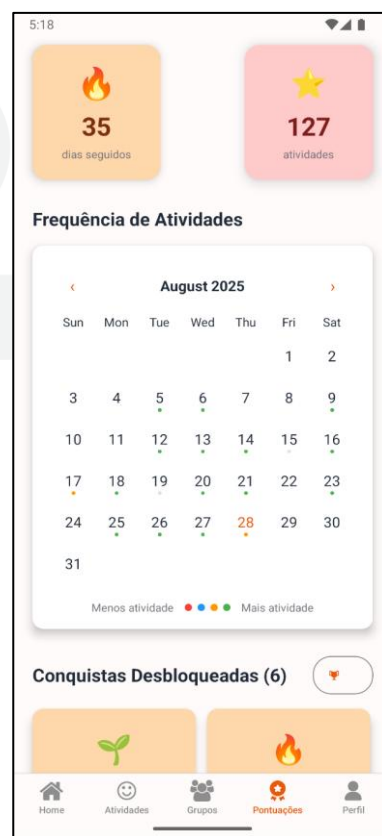 5:18
35
dias seguidos
127
atividades
Frequência de Atividades
‹ August 2025 ›
Sun Mon Tue Wed Thu Fri Sat
1 2
3 4 5 6 7 8 9
10 11 12 13 14 15 16
17 18 19 20 21 22 23
24 25 26 27 28 29 30
31
Menos atividade Mais atividade
Conquistas Desbloqueadas (6)
Home Atividades Grupos Pontuações Perfil